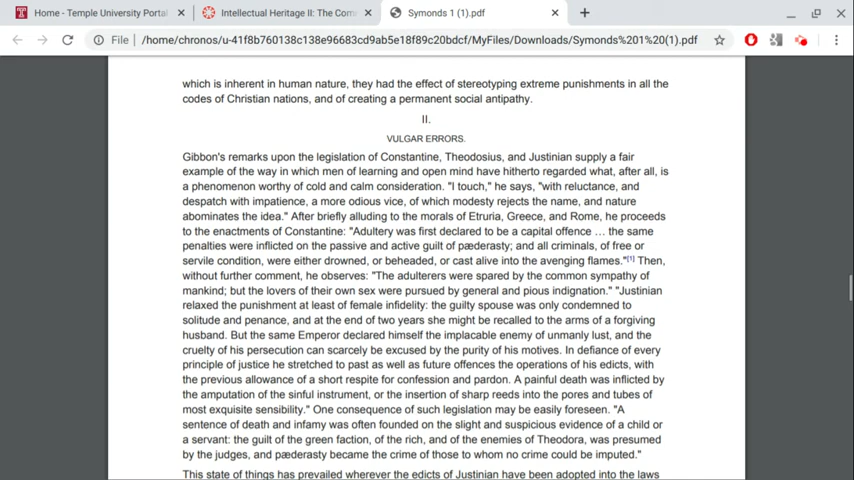 Home - Temple University Portal
Intellectual Heritage II: The Com
Symonds 1 (1).pdf
File
/home/chronos/u-41f8b760138c138e96683cd9ab5e18f89c20bdcf/MyFiles/Downloads/Symonds%201%20(1).pdf
which is inherent in human nature, they had the effect of stereotyping extreme punishments in all the
codes of Christian nations, and of creating a permanent social antipathy.
II.
VULGAR ERRORS.
Gibbon's remarks upon the legislation of Constantine, Theodosius, and Justinian supply a fair
example of the way in which men of learning and open mind have hitherto regarded what, after all, is
a phenomenon worthy of cold and calm consideration. "I touch," he says, "with reluctance, and
despatch with impatience, a more odious vice, of which modesty rejects the name, and nature
abominates the idea." After briefly alluding to the morals of Etruria, Greece, and Rome, he proceeds
to the enactments of Constantine: "Adultery was first declared to be a capital offence … the same
penalties were inflicted on the passive and active guilt of pæderasty; and all criminals, of free or
servile condition, were either drowned, or beheaded, or cast alive into the avenging flames."[1] Then,
without further comment, he observes: "The adulterers were spared by the common sympathy of
mankind; but the lovers of their own sex were pursued by general and pious indignation." "Justinian
relaxed the punishment at least of female infidelity: the guilty spouse was only condemned to
solitude and penance, and at the end of two years she might be recalled to the arms of a forgiving
husband. But the same Emperor declared himself the implacable enemy of unmanly lust, and the
cruelty of his persecution can scarcely be excused by the purity of his motives. In defiance of every
principle of justice he stretched to past as well as future offences the operations of his edicts, with
the previous allowance of a short respite for confession and pardon. A painful death was inflicted by
the amputation of the sinful instrument, or the insertion of sharp reeds into the pores and tubes of
most exquisite sensibility." One consequence of such legislation may be easily foreseen. "A
sentence of death and infamy was often founded on the slight and suspicious evidence of a child or
a servant: the guilt of the green faction, of the rich, and of the enemies of Theodora, was presumed
by the judges, and pæderasty became the crime of those to whom no crime could be imputed."
This state of things has prevailed wherever the edicts of Justinian have been adopted into the laws